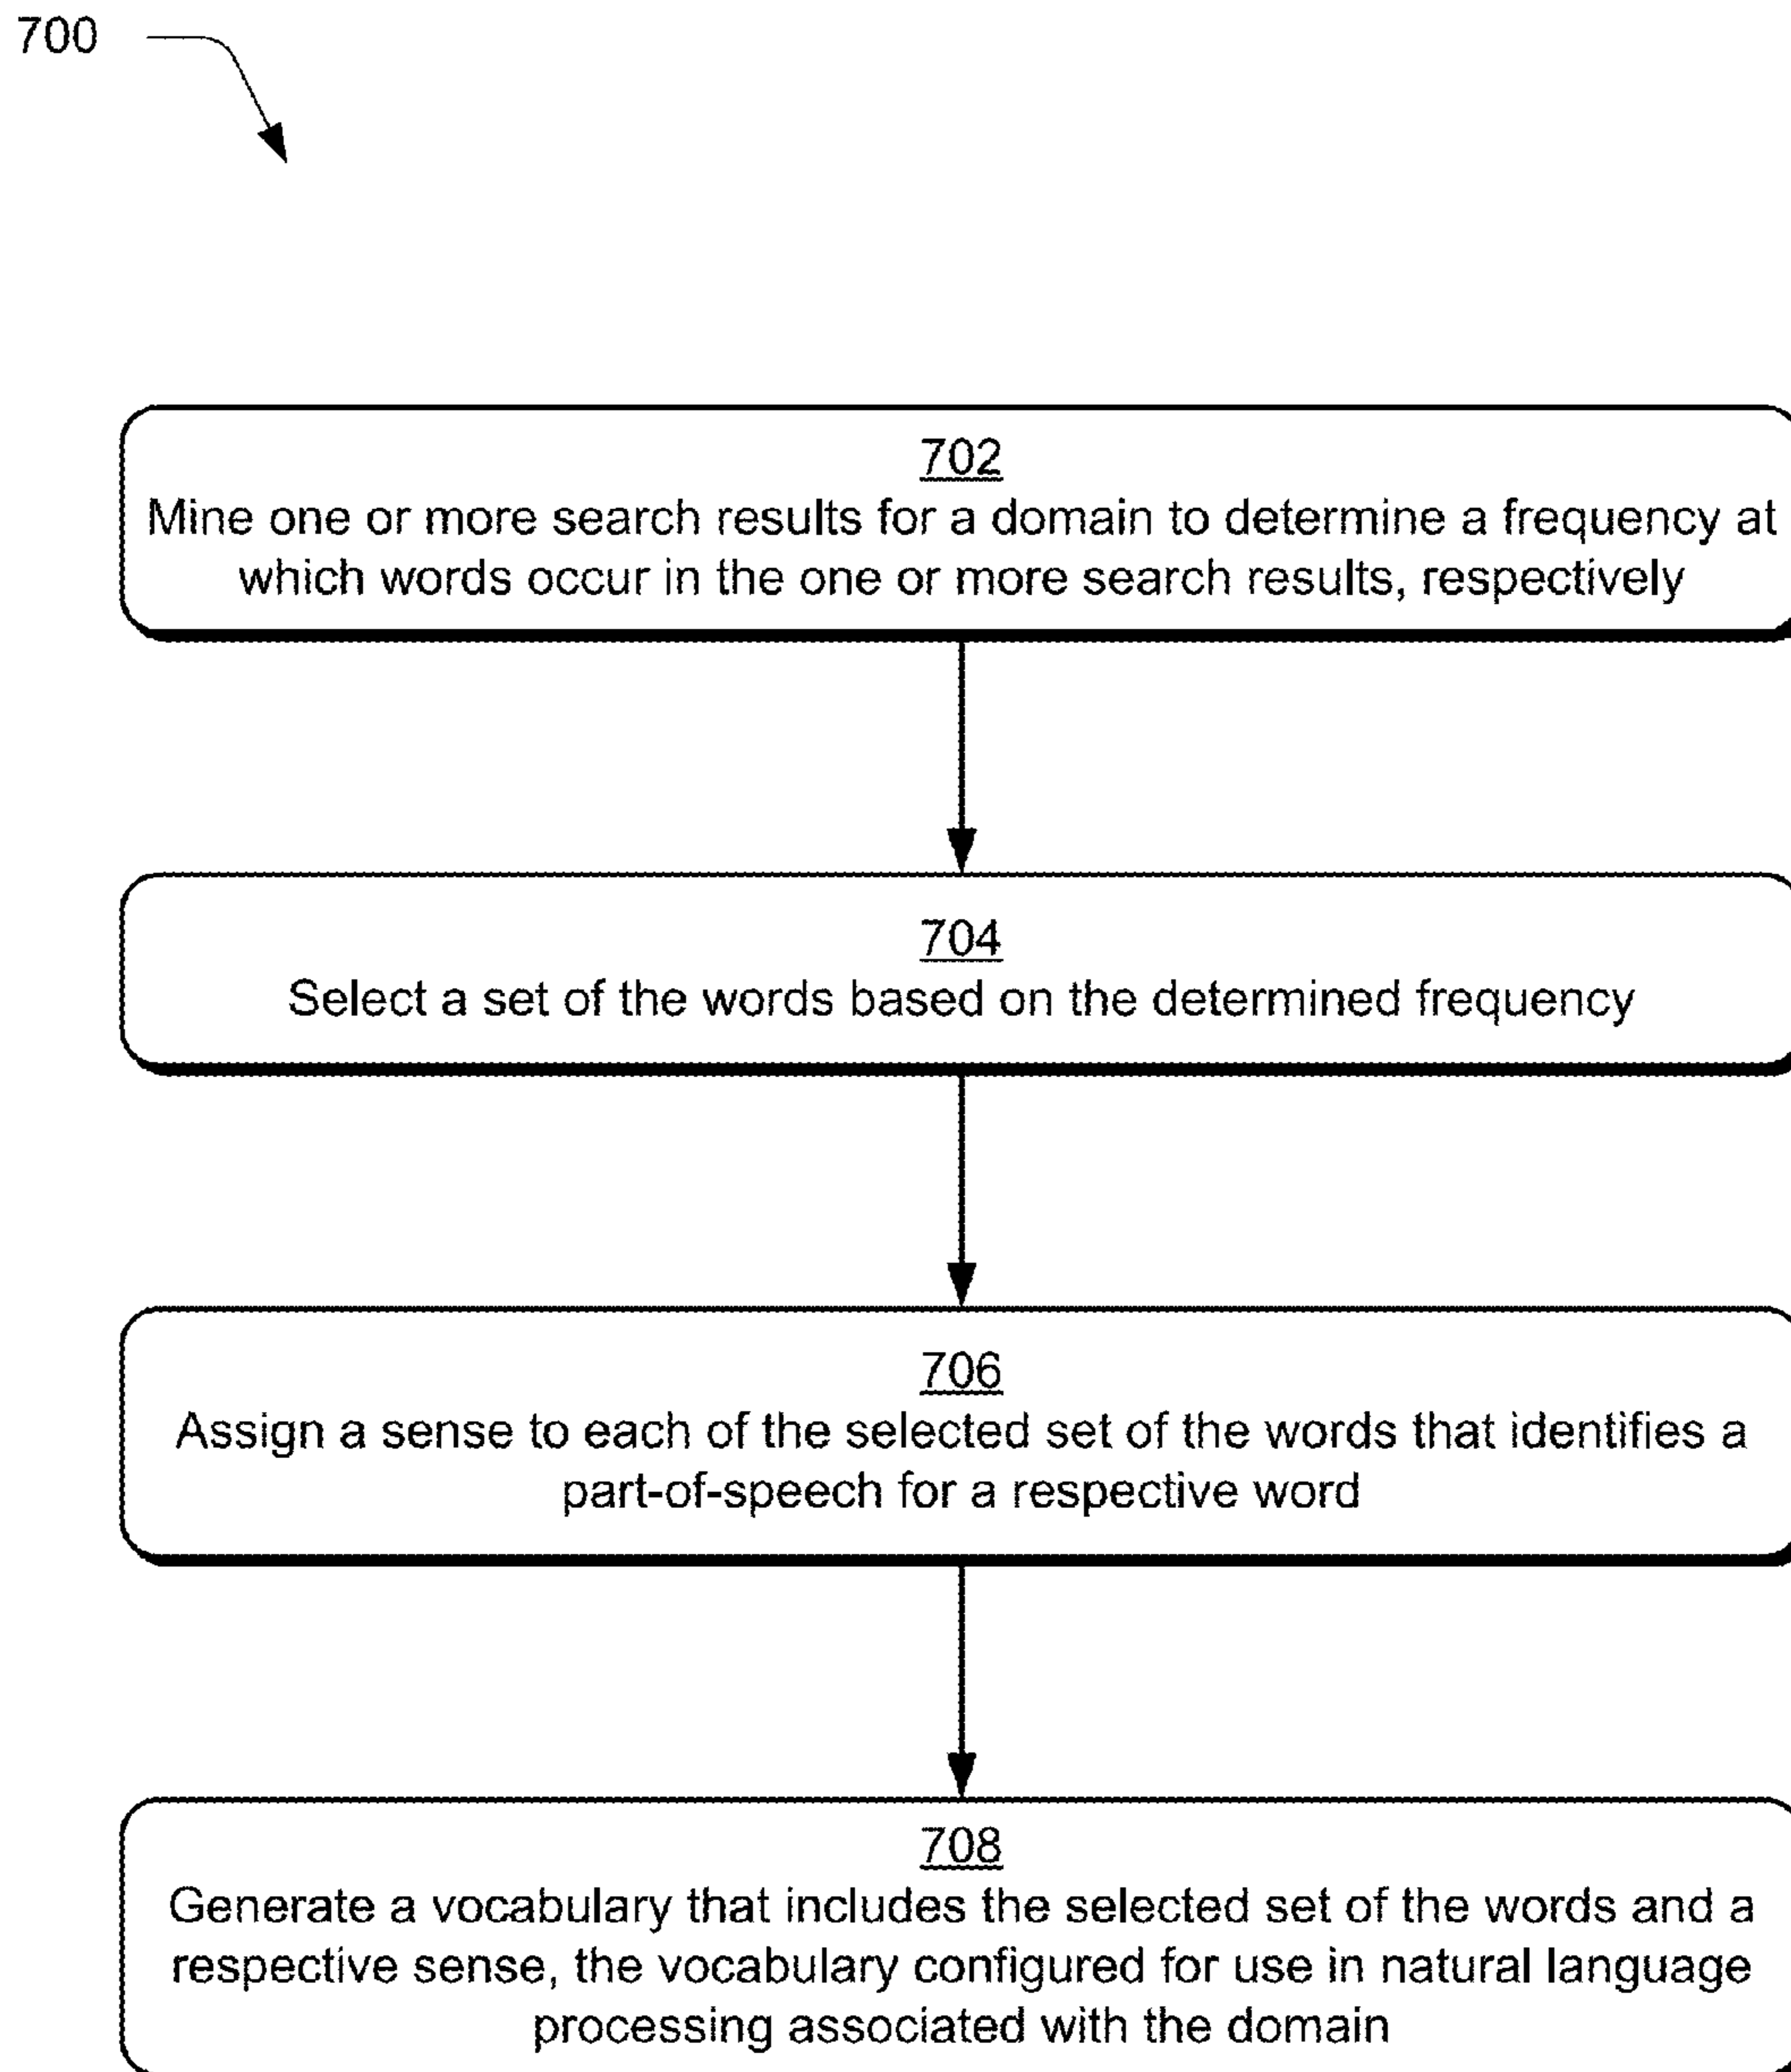 700
702
Mine one or more search results for a domain to determine a frequency at
which words occur in the one or more search results, respectively
704
Select a set of the words based on the determined frequency
706
Assign a sense to each of the selected set of the words that identifies a
part-of-speech for a respective word
708
Generate a vocabulary that includes the selected set of the words and a
respective sense, the vocabulary configured for use in natural language
processing associated with the domain